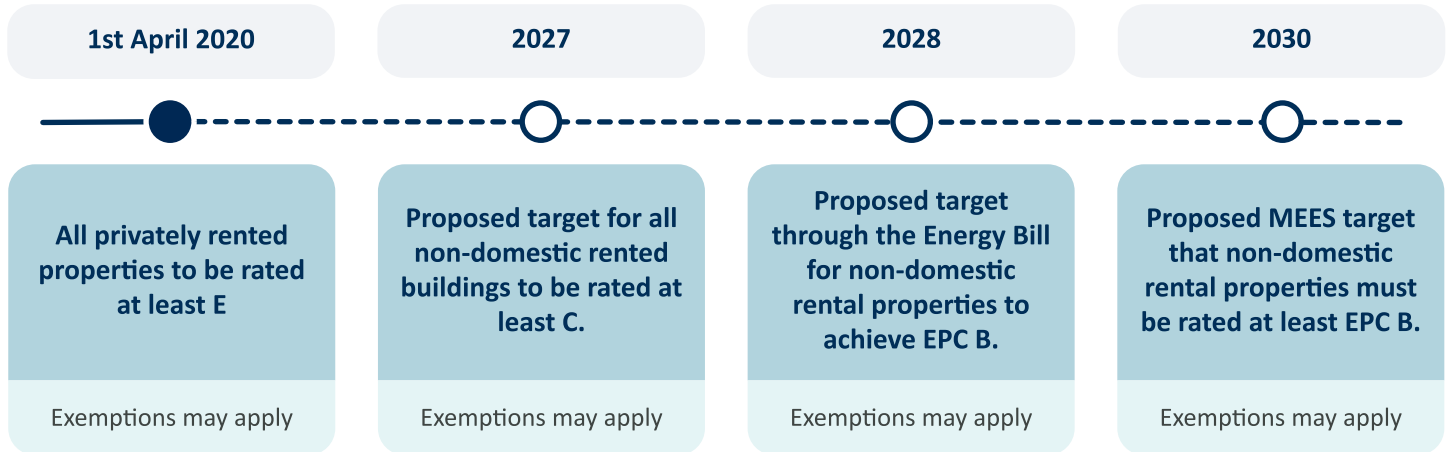 1st April 2020
2027
2028
2030
All privately rented
properties to be rated
at least E
Proposed target for all
non-domestic rented
buildings to be rated at
least C.
Proposed target
through the Energy Bill
for non-domestic
rental properties to
achieve EPC B.
Proposed MEES target
that non-domestic
rental properties must
be rated at least EPC B.
Exemptions may apply
Exemptions may apply
Exemptions may apply
Exemptions may apply